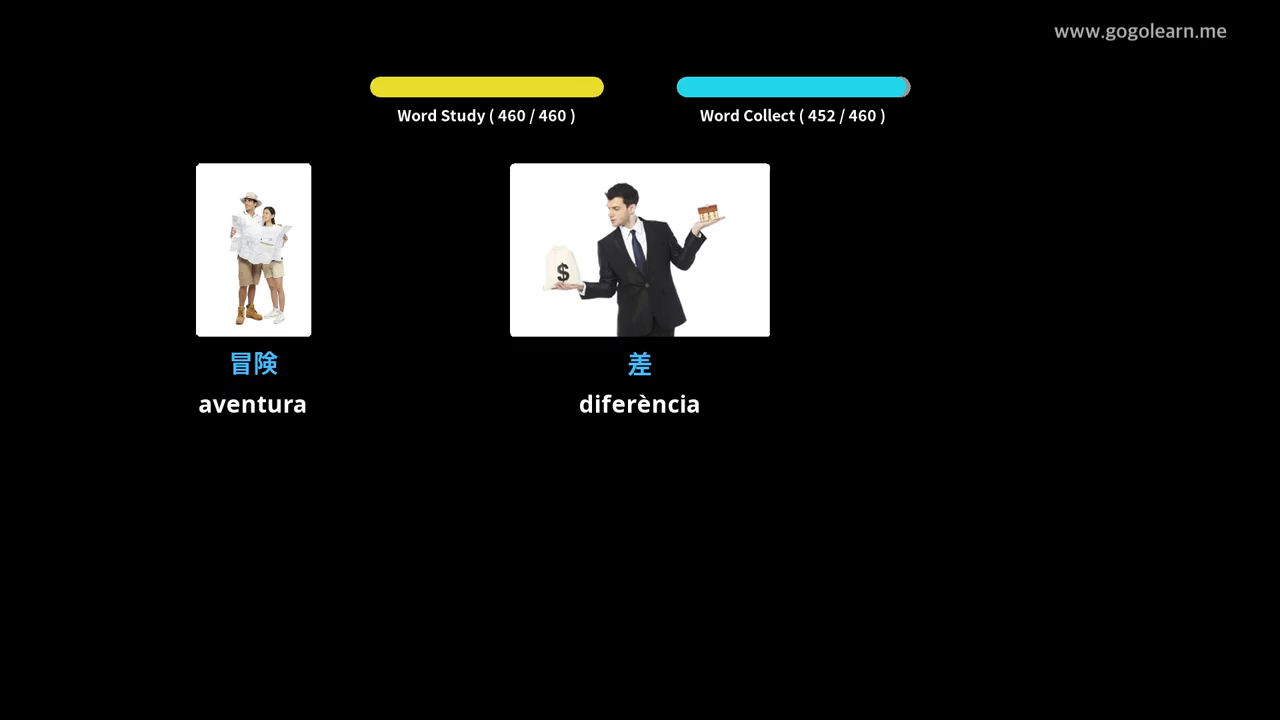 www.gogolearn.me
Word Study ( 460 / 460 )
Word Collect ( 452 / 460 )
$
冒険
aventura
差
diferència